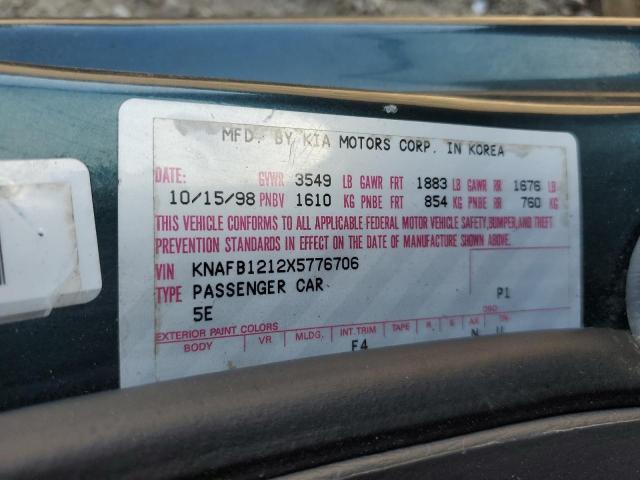 MFD. BY KIA MOTORS CORP. IN KOREA
DATE: GVWR 3549 LB GAWR FRT 1883 LB GAWR RR 1676 LB
10/15/98 PNBV 1610 KG PNBE FRT 854 KG PNBE RR 760 KG
THIS VEHICLE CONFORMS TO ALL APPLICABLE FEDERAL MOTOR VEHICLE SAFETY,BUMPER,AND THEFT
PREVENTION STANDARDS IN EFFECT ON THE DATE OF MANUFACTURE SHOWN ABOVE.
VIN KNAFB1212X5776706
TYPE PASSENGER CAR
5E P1
EXTERIOR PAINT COLORS DSO
BODY VR MLDG. INT.TRIM TAPE R. S. AX TR
F4 N U